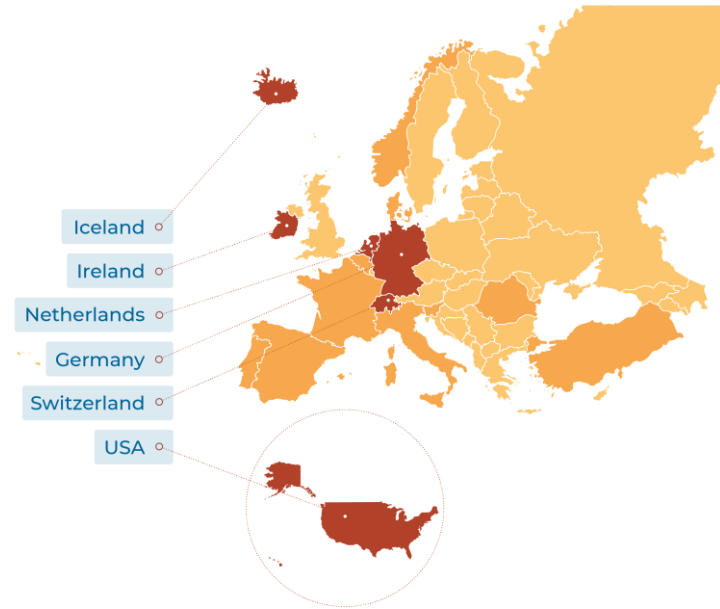 Iceland
Ireland
Netherlands
Germany
Switzerland
USA